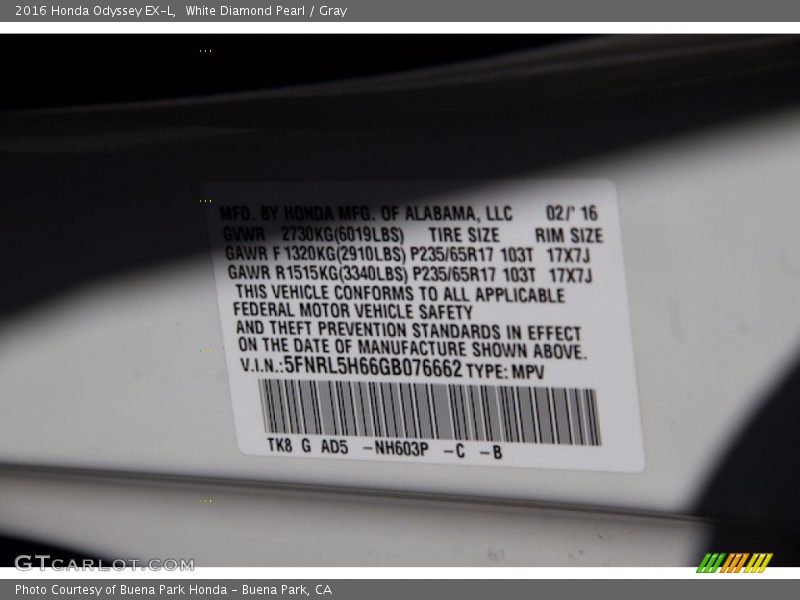 2016 Honda Odyssey EX-L, White Diamond Pearl / Gray
MFD. BY HONDA MFG. OF ALABAMA, LLC 02/' 16
GVWR 2730KG(6019LBS) TIRE SIZE RIM SIZE
GAWR F 1320KG(2910LBS) P235/65R17 103T 17X7J
GAWR R1515KG(3340LBS) P235/65R17 103T 17X7J
THIS VEHICLE CONFORMS TO ALL APPLICABLE
FEDERAL MOTOR VEHICLE SAFETY
AND THEFT PREVENTION STANDARDS IN EFFECT
ON THE DATE OF MANUFACTURE SHOWN ABOVE.
V.I.N.:5FNRL5H66GB076662 TYPE: MPV
TK8 G AD5 -NH603P -C -B
GTCARLOT.COM
Photo Courtesy of Buena Park Honda - Buena Park, CA